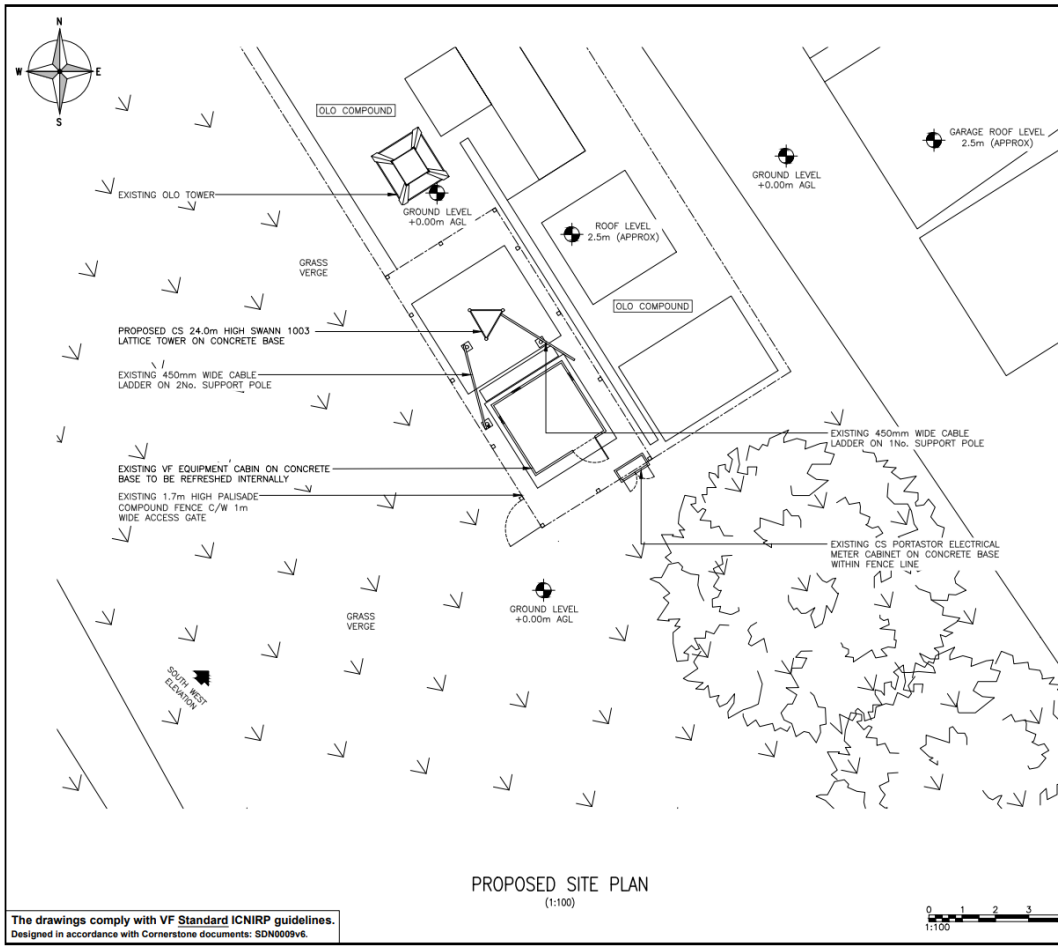 N
W
E
S
OLO COMPOUND
GARAGE ROOF LEVEL
2.5m (APPROX)
GROUND LEVEL
+0.00m AGL
EXISTING OLO TOWER
GROUND LEVEL
+0.00m AGL
ROOF LEVEL
2.5m (APPROX)
GRASS
VERGE
OLO COMPOUND
PROPOSED CS 24.0m HIGH SWANN 1003
LATTICE TOWER ON CONCRETE BASE
EXISTING 450mm WIDE CABLE
LADDER ON 2No. SUPPORT POLE
EXISTING 450mm WIDE CABLE
LADDER ON 1No. SUPPORT POLE
EXISTING VF EQUIPMENT CABIN ON CONCRETE
BASE TO BE REFRESHED INTERNALLY
EXISTING 1.7m HIGH PALISADE
COMPOUND FENCE C/W 1m
WIDE ACCESS GATE
EXISTING CS PORTASTOR ELECTRICAL
METER CABINET ON CONCRETE BASE
WITHIN FENCE LINE
GROUND LEVEL
+0.00m AGL
GRASS
VERGE
SOUTH WEST
ELEVATION
PROPOSED SITE PLAN
(1:100)
The drawings comply with VF Standard ICNIRP guidelines.
Designed in accordance with Cornerstone documents: SDN0009v6.
0 1 2 3
1:100